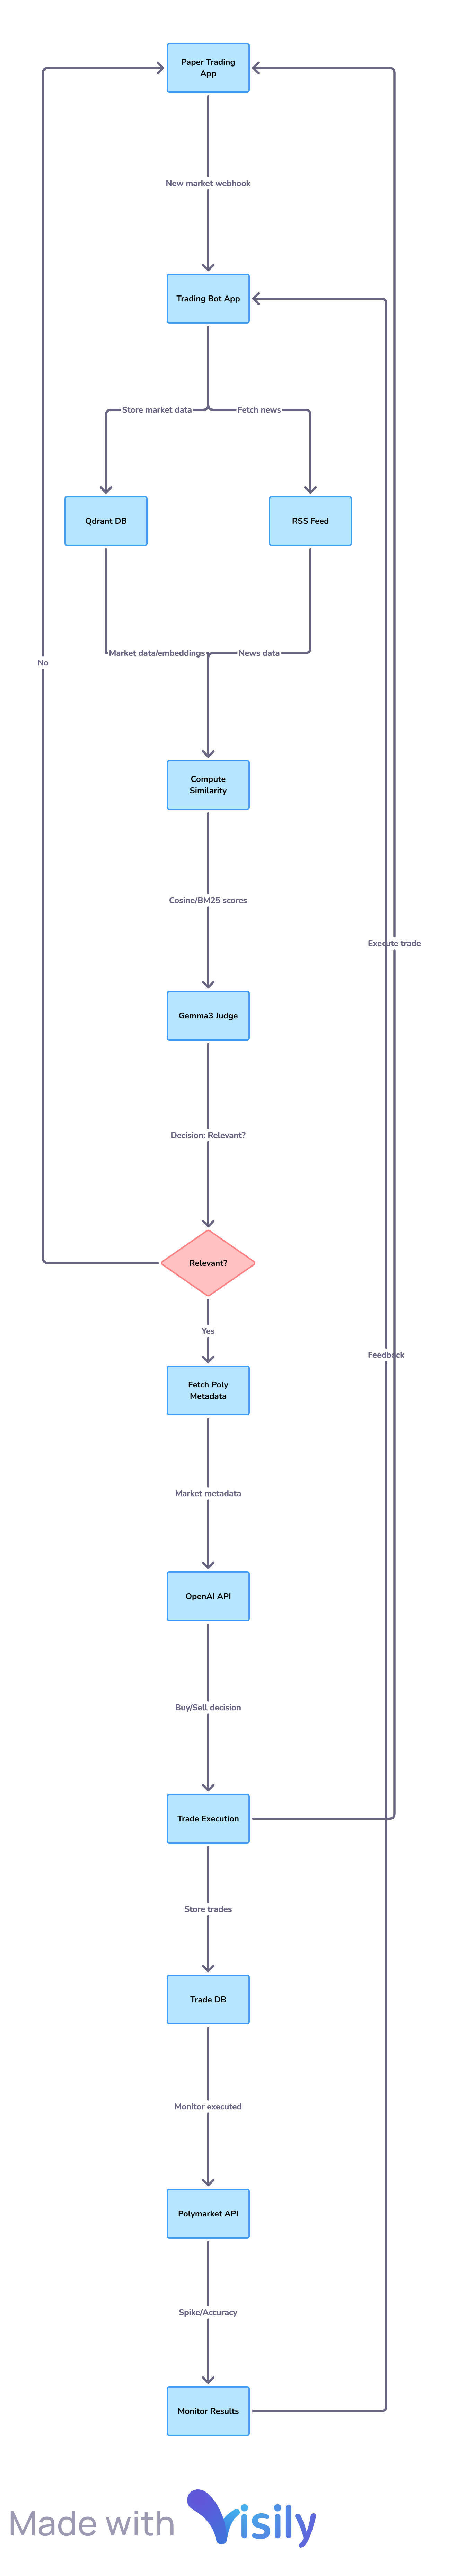 Paper Trading
App
New market webhook
Trading Bot App
Store market data
Fetch news
Qdrant DB
RSS Feed
Market data/embeddings
News data
No
Compute
Similarity
Cosine/BM25 scores
Execute trade
Gemma3 Judge
Decision: Relevant?
Relevant?
Yes
Feedback
Fetch Poly
Metadata
Market metadata
OpenAI API
Buy/Sell decision
Trade Execution
Store trades
Trade DB
Monitor executed
Polymarket API
Spike/Accuracy
Monitor Results
Made with Visily